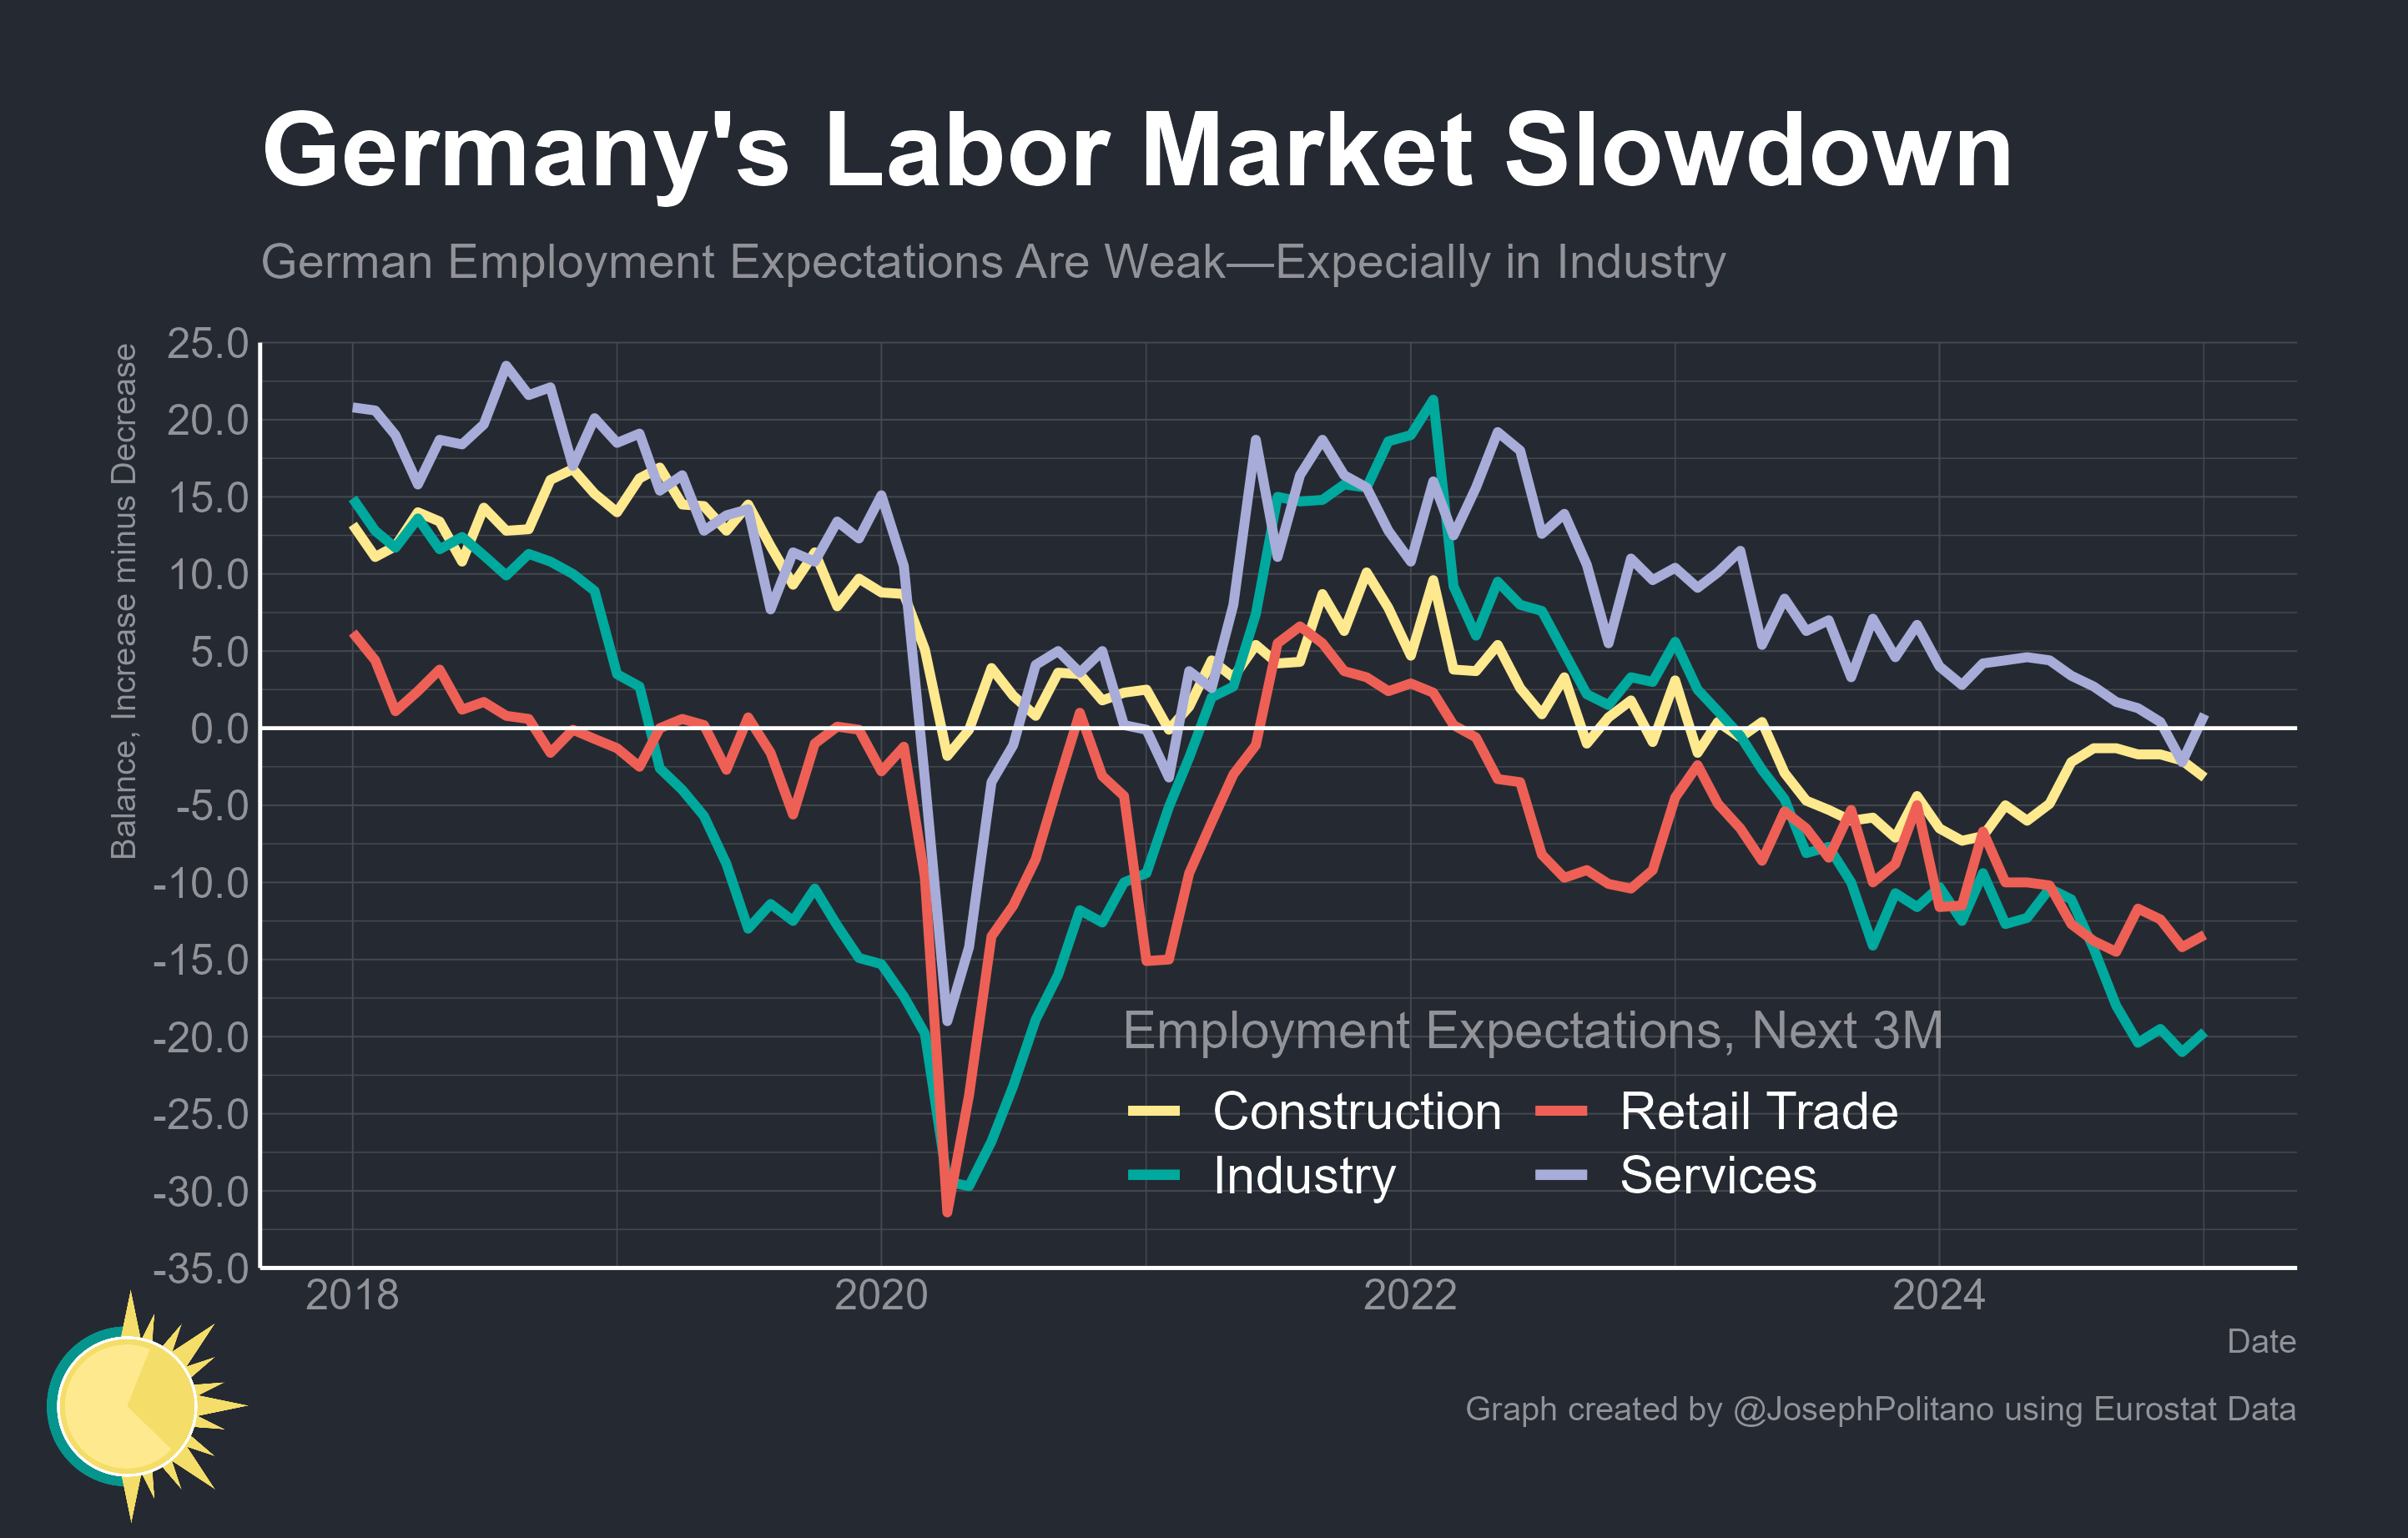 Germany's Labor Market Slowdown
German Employment Expectations Are Weak—Expecially in Industry
Balance, Increase minus Decrease
25.0
20.0
15.0
10.0
5.0
0.0
-5.0
-10.0
-15.0
-20.0
-25.0
-30.0
-35.0
Employment Expectations, Next 3M
Construction
Retail Trade
Industry
Services
2018 2020 2022 2024
Date
Graph created by @JosephPolitano using Eurostat Data